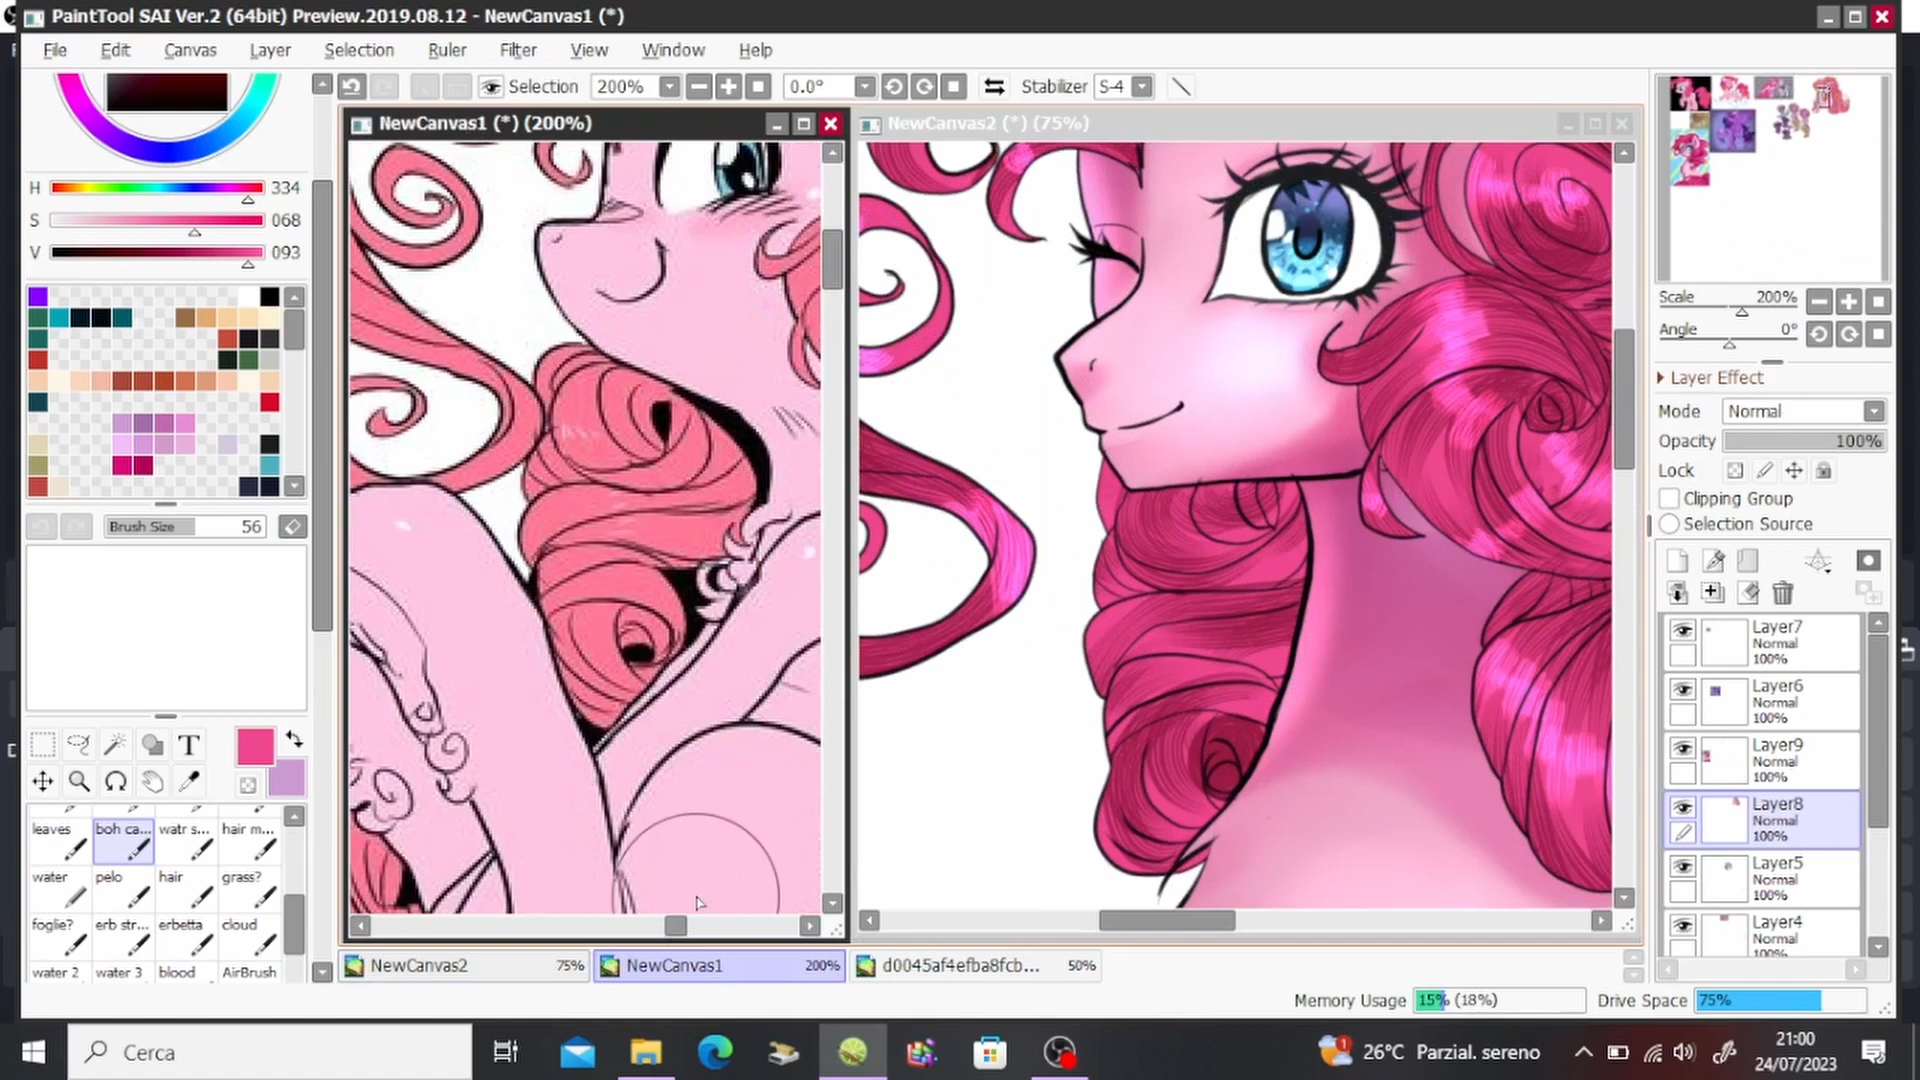 PaintTool SAI Ver.2 (64bit) Preview.2019.08.12 - NewCanvas1 (*)
File Edit Canvas Layer Selection Ruler Filter View Window Help
Selection 200% 0.0° Stabilizer S-4
NewCanvas1 (*) (200%)
NewCanvas2 (*) (75%)
H 334
S 068
V 093
Brush Size 56
T
leaves boh ca... watr s... hair m...
water pelo hair grass?
foglie? erb str... erbetta cloud
water 2 water 3 blood AirBrush
Scale 200%
Angle 0°
Layer Effect
Mode Normal
Opacity 100%
Lock
Clipping Group
Selection Source
Layer7
Normal
100%
Layer6
Normal
100%
Layer9
Normal
100%
Layer8
Normal
100%
Layer5
Normal
100%
Layer4
Normal
100%
NewCanvas2 75%
NewCanvas1 200%
d0045af4efba8fcb... 50%
Memory Usage 15% (18%)
Drive Space 75%
Cerca
1
26°C Parzial. sereno
21:00
24/07/2023